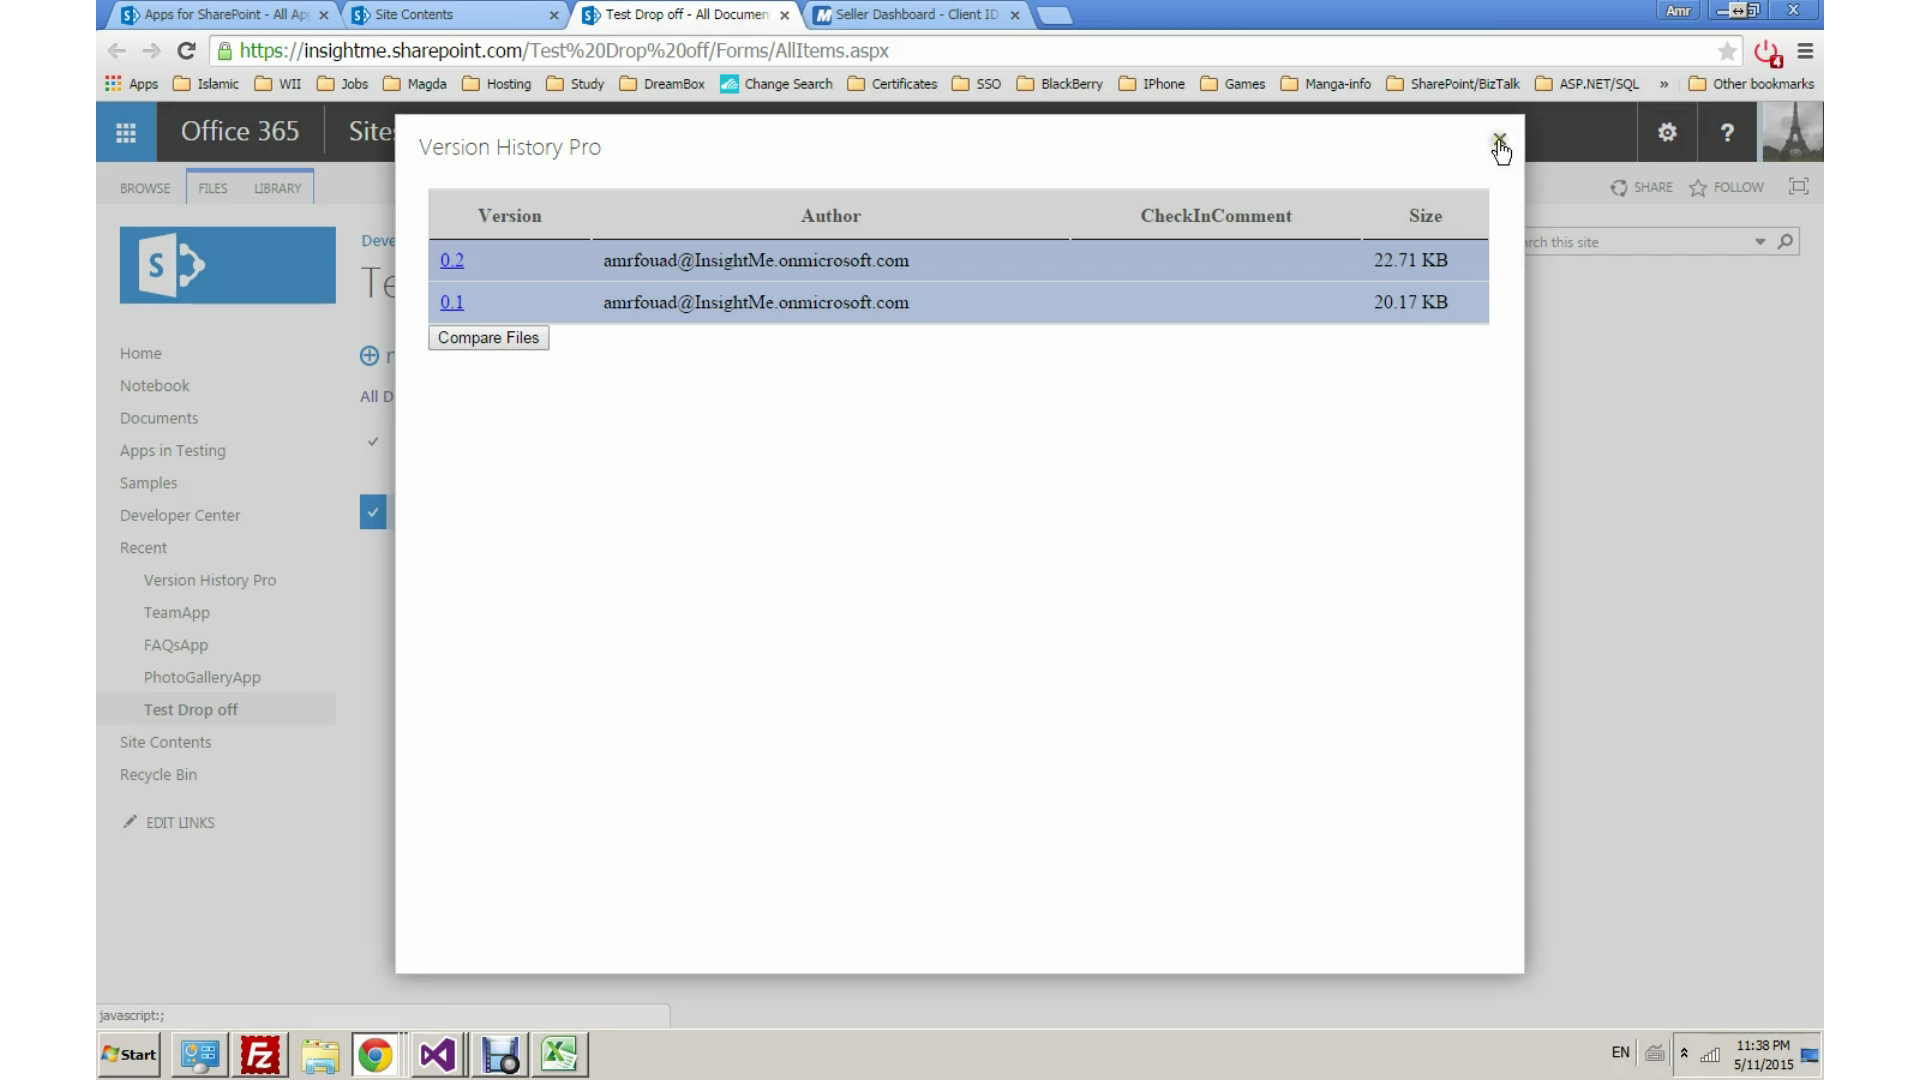 Apps for SharePoint - All Ap
Site Contents
Test Drop off - All Documen
Seller Dashboard - Client ID
Amr
https://insightme.sharepoint.com/Test%20Drop%20off/Forms/AllItems.aspx
4
Apps
Islamic
WII
Jobs
Magda
Hosting
Study
DreamBox
Change Search
Certificates
SSO
BlackBerry
IPhone
Games
Manga-info
SharePoint/BizTalk
ASP.NET/SQL
»
Other bookmarks
Office 365
Sites
?
Version History Pro
BROWSE
FILES
LIBRARY
SHARE
FOLLOW
Version Author CheckInComment Size
0.2 amrfouad@InsightMe.onmicrosoft.com 22.71 KB
0.1 amrfouad@InsightMe.onmicrosoft.com 20.17 KB
Compare Files
S
Deve
Te
rch this site
n
All D
Home
Notebook
Documents
Apps in Testing
Samples
Developer Center
Recent
Version History Pro
TeamApp
FAQsApp
PhotoGalleryApp
Test Drop off
Site Contents
Recycle Bin
EDIT LINKS
javascript:;
Start
EN
11:38 PM
5/11/2015